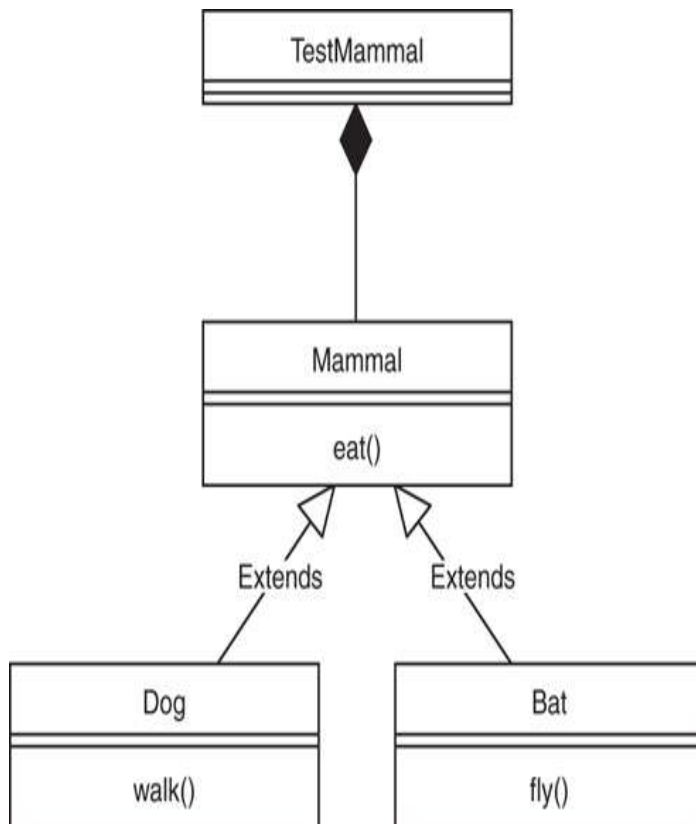 TestMammal
Mammal
eat()
Extends
Extends
Dog
Bat
walk()
fly()